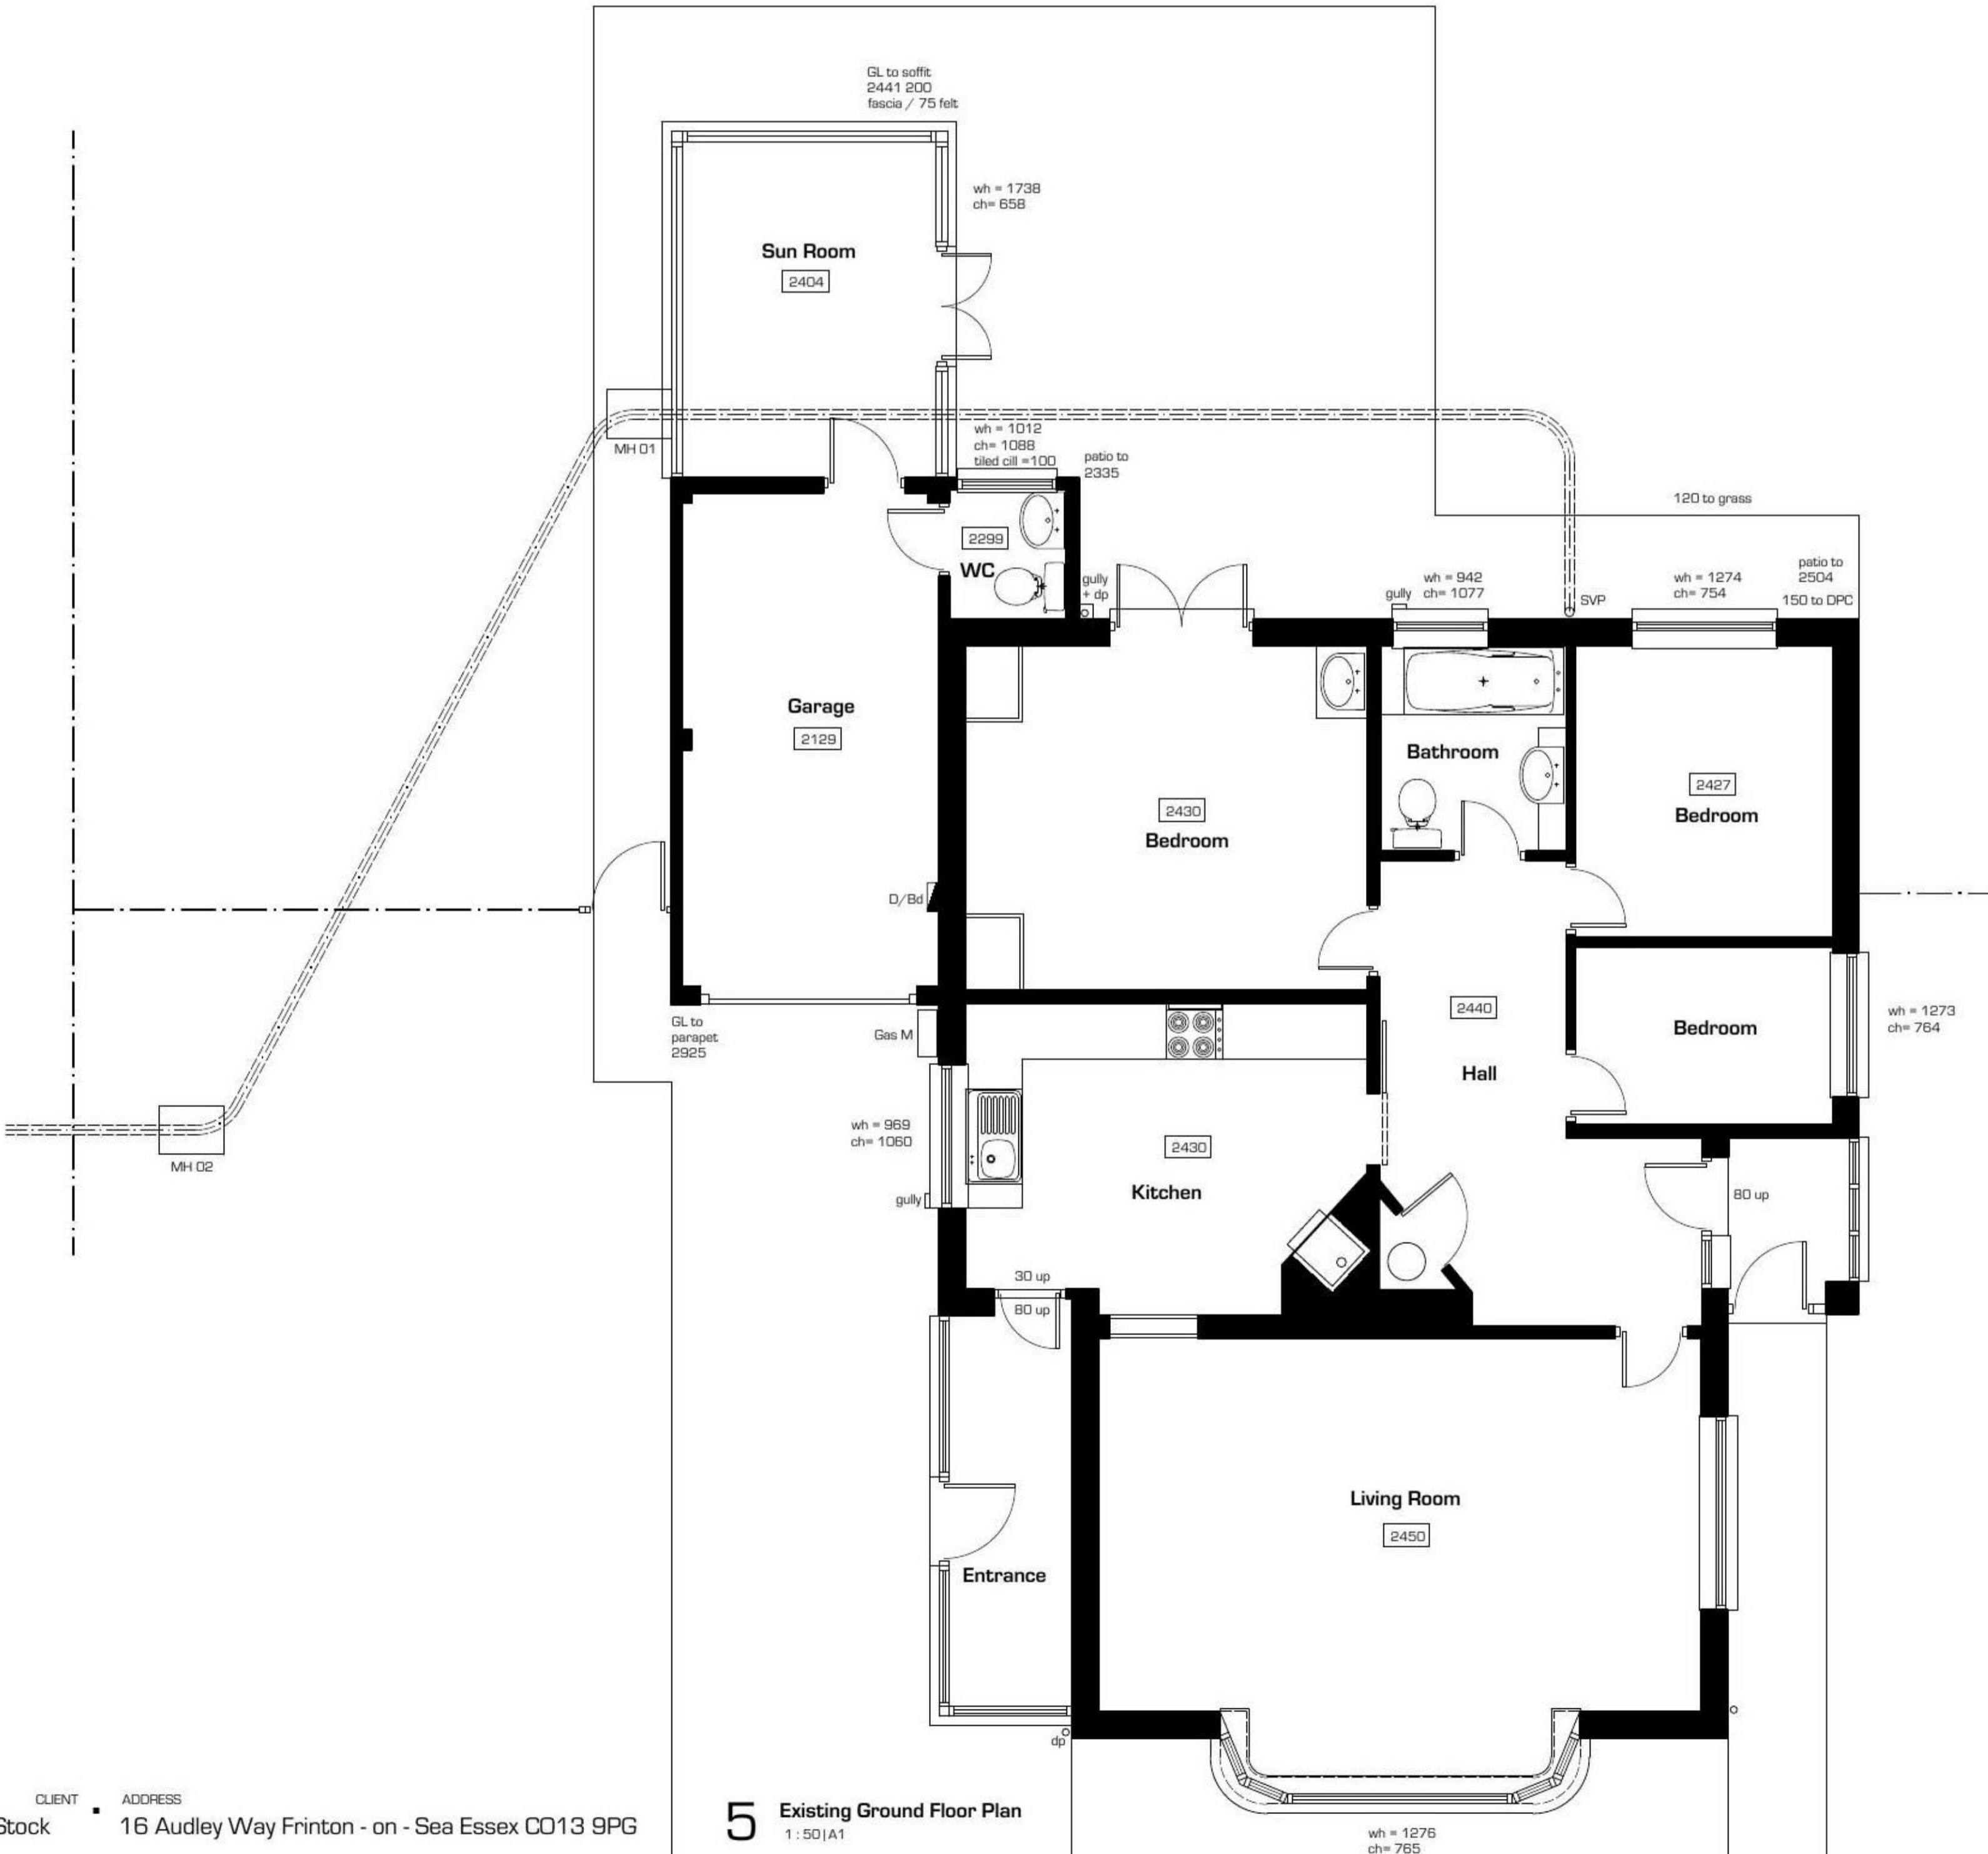 GL to soffit
2441 200
fascia / 75 felt
wh = 1738
ch= 658
Sun Room
2404
wh = 1012
ch= 1088
tiled cill =100
patio to
2335
MH 01
120 to grass
2299
WC
gully
+ dp
wh = 942
ch= 1077
gully
SVP
wh = 1274
ch= 754
patio to
2504
150 to DPC
Garage
2129
Bathroom
2430
Bedroom
2427
Bedroom
D/Bd
GL to
parapet
2925
Gas M
2440
Hall
Bedroom
wh = 1273
ch= 764
wh = 969
ch= 1060
gully
2430
Kitchen
MH 02
80 up
30 up
80 up
Living Room
2450
Entrance
dp
CLIENT
Stock
ADDRESS
16 Audley Way Frinton - on - Sea Essex CO13 9PG
5
Existing Ground Floor Plan
1 : 50|A1
wh = 1276
ch= 765